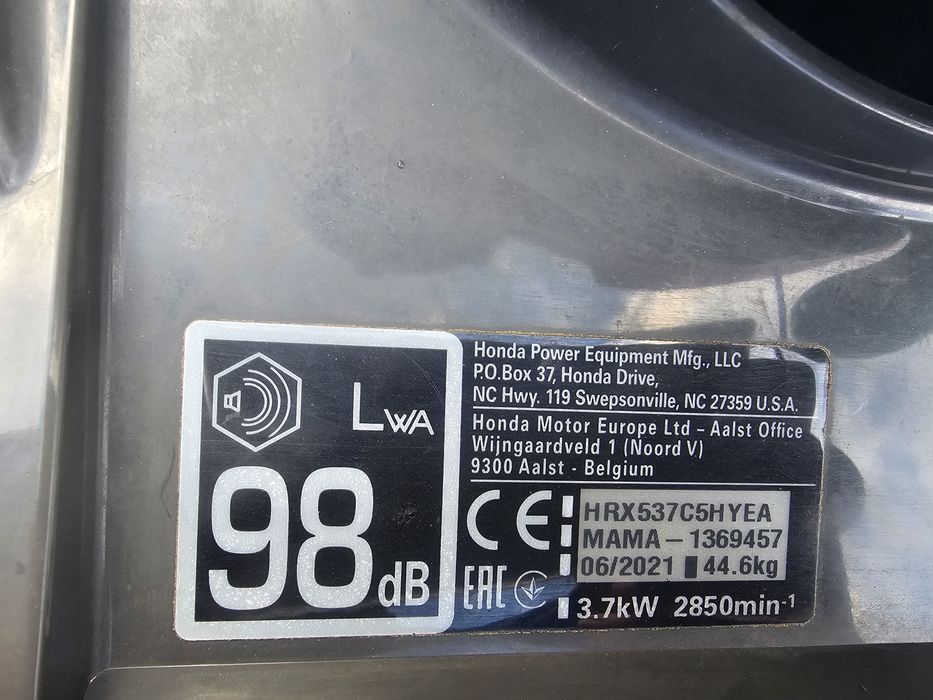 LWA
98 dB
Honda Power Equipment Mfg., LLC
P.O.Box 37, Honda Drive,
NC Hwy. 119 Swepsonville, NC 27359 U.S.A.
Honda Motor Europe Ltd – Aalst Office
Wijngaardveld 1 (Noord V)
9300 Aalst - Belgium
CE
HRX537C5HYEA
MAMA – 1369457
06/2021 44.6kg
EAC
3.7kW 2850min-1